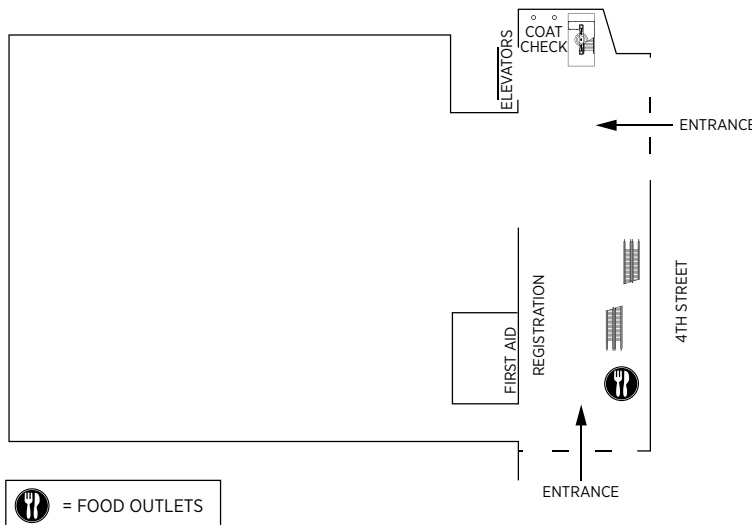 COAT
CHECK
ELEVATORS
ENTRANCE
4TH STREET
REGISTRATION
FIRST AID
ENTRANCE
= FOOD OUTLETS